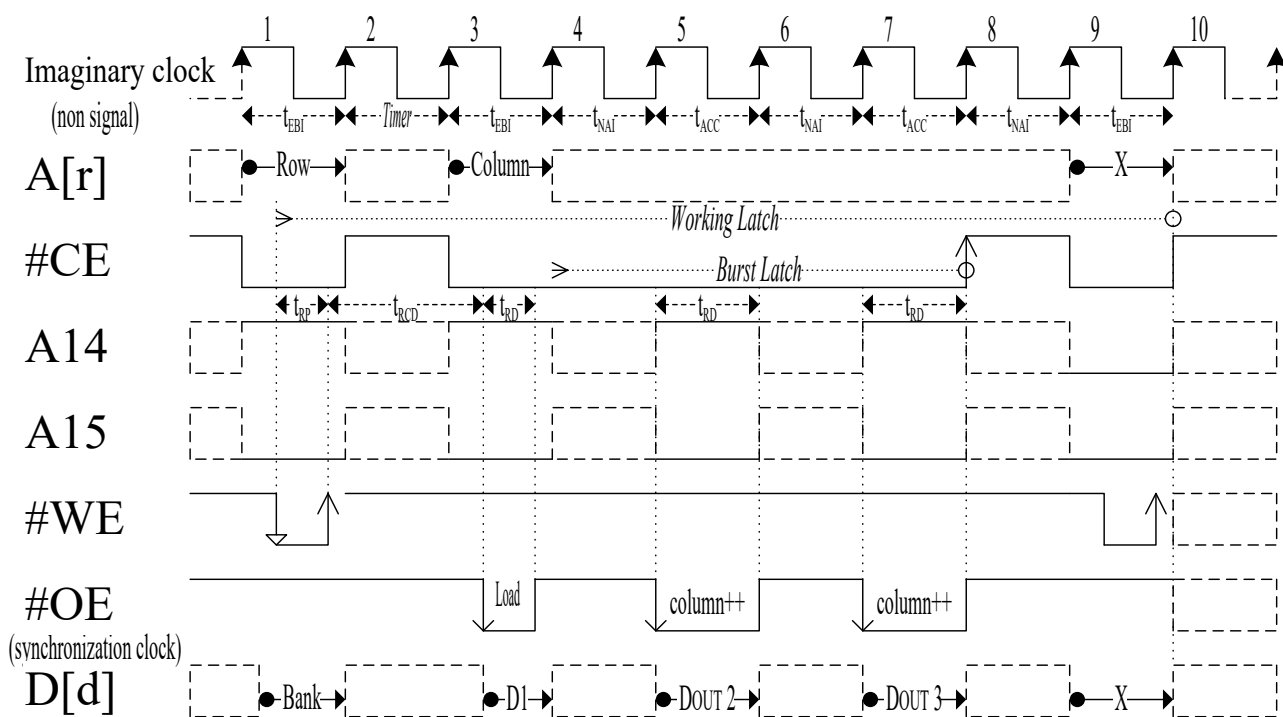 1 2 3 4 5 6 7 8 9 10
Imaginary clock
(non signal)
tEBI Timer tEBI tNAI tACC tNAI tACC tNAI tEBI
A[r]
Row Column X
Working Latch
#CE
Burst Latch
tRP tRCD tRD tRD tRD
A14
A15
#WE
#OE
Load column++ column++
(synchronization clock)
D[d]
Bank D1 DOUT 2 DOUT 3 X